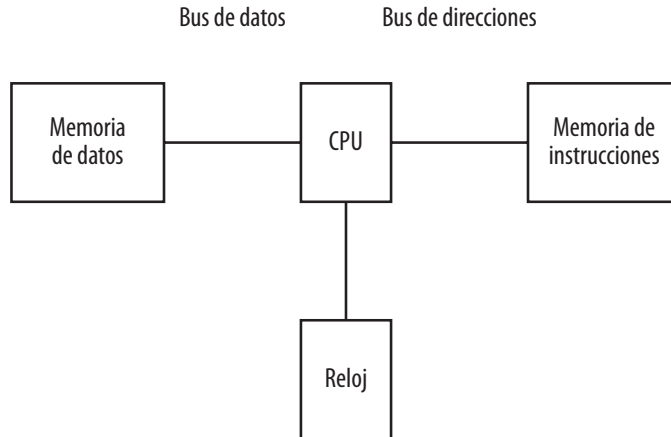 Bus de datos
Bus de direcciones
Memoria
de datos
CPU
Memoria de
instrucciones
Reloj